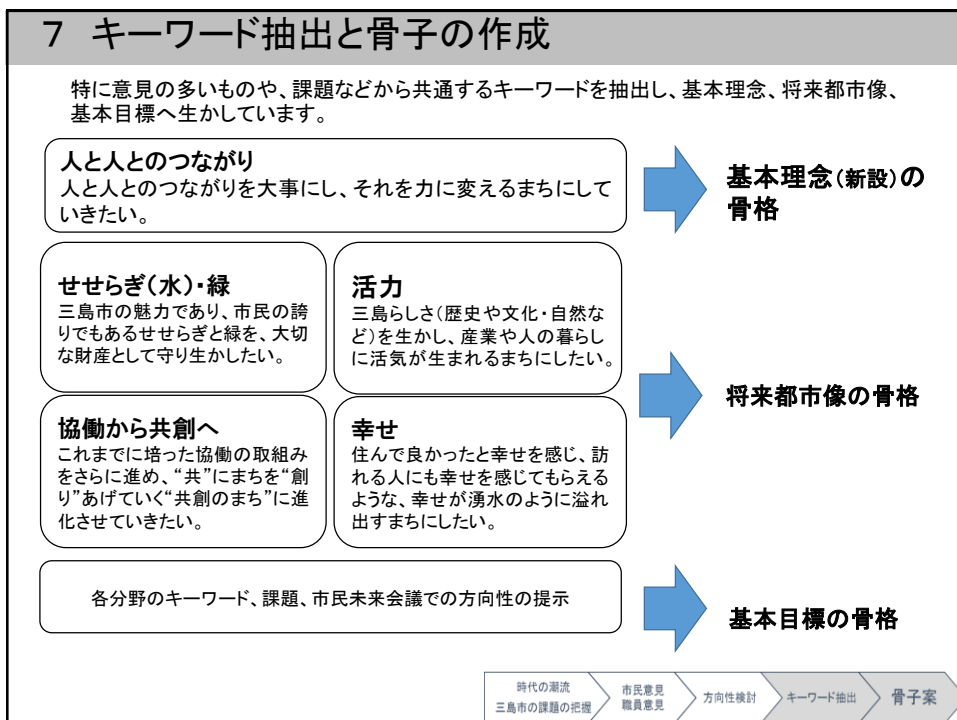 ７ キーワード抽出と骨子の作成
特に意見の多いものや、課題などから共通するキーワードを抽出し、基本理念、将来都市像、
基本目標へ生かしています。
人と人とのつながり
人と人とのつながりを大事にし、それを力に変えるまちにして
いきたい。
基本理念(新設)の
骨格
せせらぎ(水)・緑
三島市の魅力であり、市民の誇
りでもあるせせらぎと緑を、大切
な財産として守り生かしたい。
活力
三島らしさ(歴史や文化・自然な
ど)を生かし、産業や人の暮らし
に活気が生まれるまちにしたい。
協働から共創へ
これまでに培った協働の取組み
をさらに進め、“共”にまちを“創
り”あげていく“共創のまち”に進
化させていきたい。
幸せ
住んで良かったと幸せを感じ、訪
れる人にも幸せを感じてもらえる
ような、幸せが湧水のように溢れ
出すまちにしたい。
将来都市像の骨格
各分野のキーワード、課題、市民未来会議での方向性の提示
基本目標の骨格
時代の潮流
三島市の課題の把握
市民意見
職員意見
方向性検討
キーワード抽出
骨子案